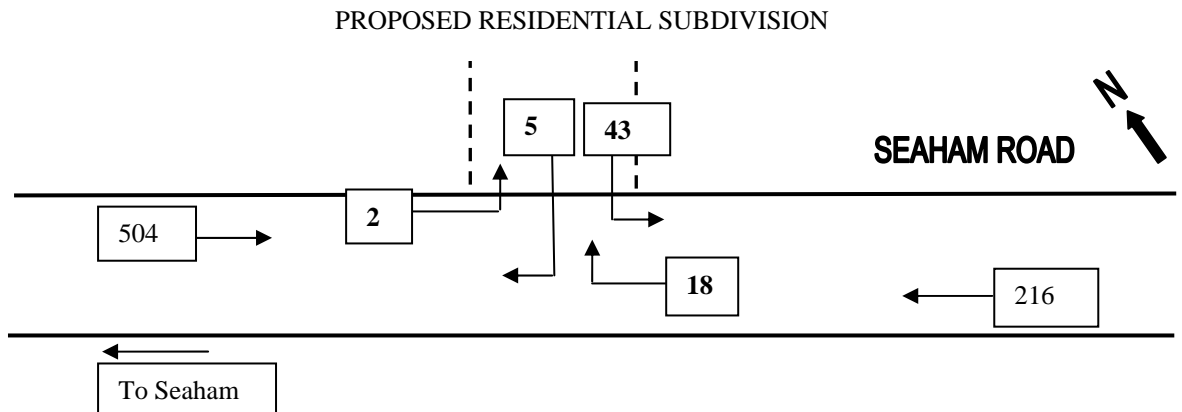 PROPOSED RESIDENTIAL SUBDIVISION
N
5
43
SEAHAM ROAD
2
504
18
216
To Seaham